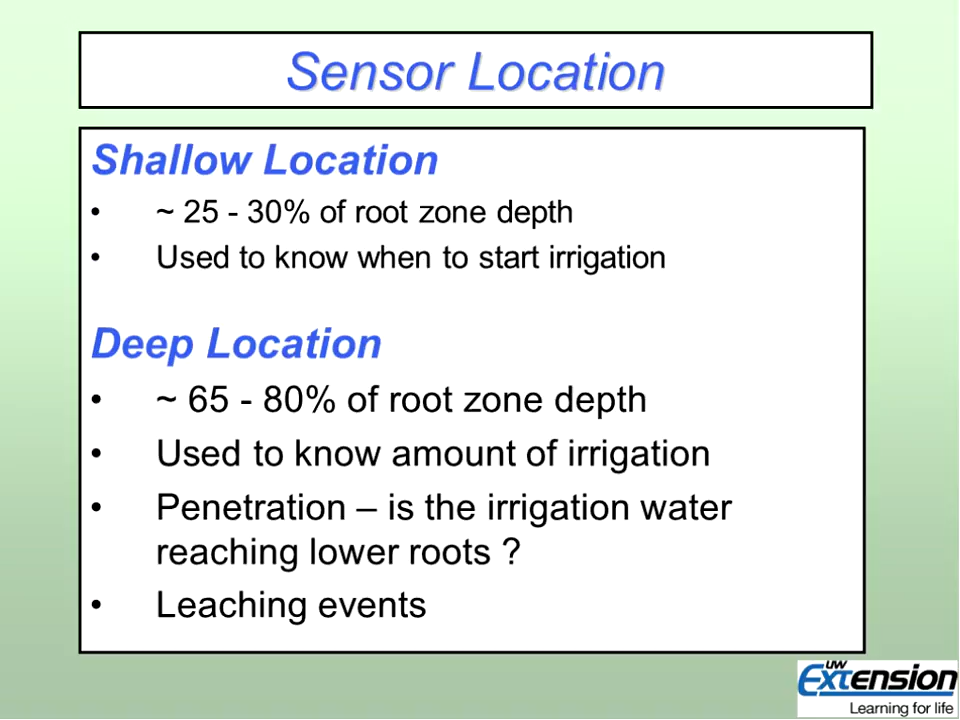 Sensor Location
Shallow Location
• ~ 25 - 30% of root zone depth
• Used to know when to start irrigation
Deep Location
• ~ 65 - 80% of root zone depth
• Used to know amount of irrigation
• Penetration – is the irrigation water
reaching lower roots ?
• Leaching events
UW
Extension
Learning for life